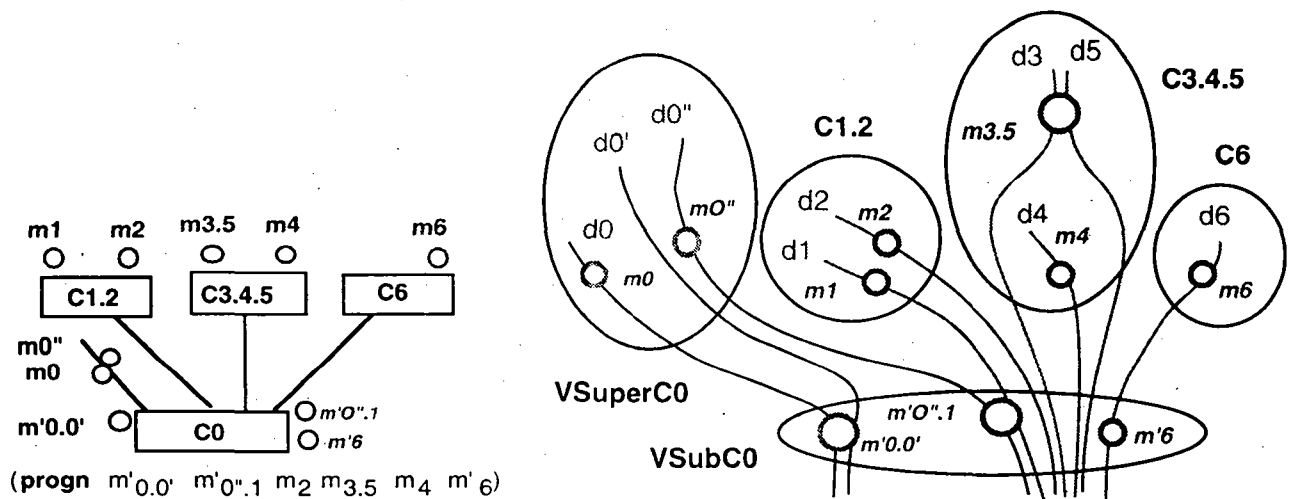 m1 m2 m3.5 m4 m6
C1.2 C3.4.5 C6
m0"
m0
m'0.0' C0 m'O".1
m'6
(progn m'0.0' m'0".1 m2 m3.5 m4 m'6)
d3 d5
C3.4.5
d0"
d0' C1.2 m3.5
C6
mO" d2 m2
d0 d4 d6
d1 m4
m0 m1 m6
VSuperC0
m'O".1
m'0.0' m'6
VSubC0